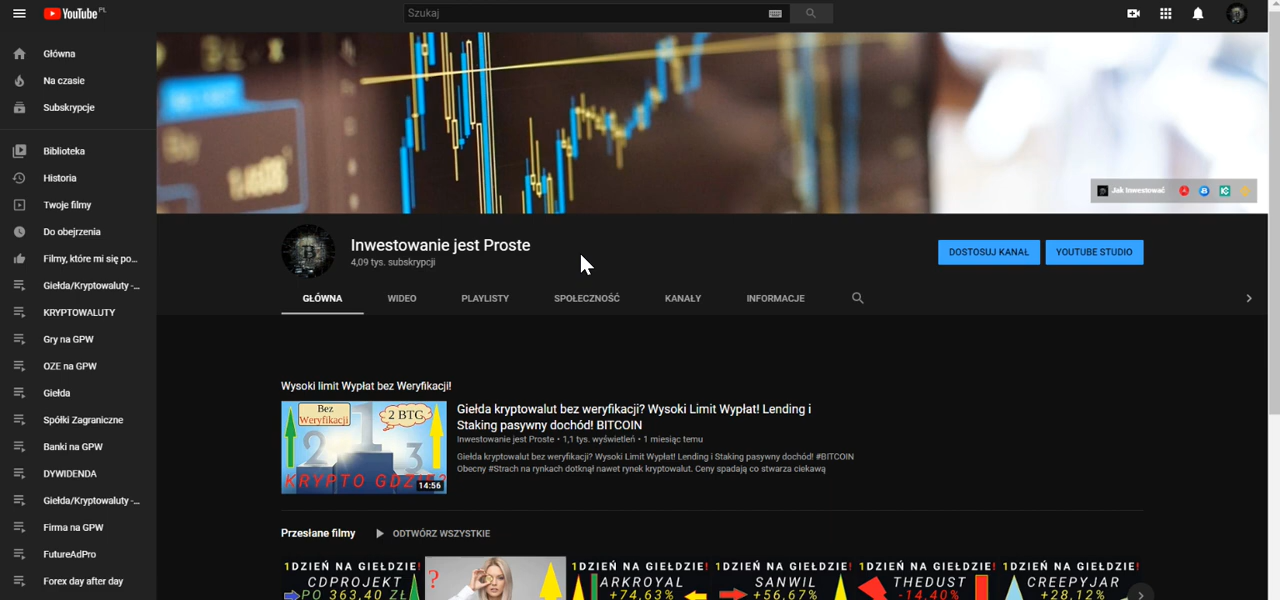 YouTube PL
Szukaj
Główna
Na czasie
Subskrypcje
Biblioteka
Historia
Twoje filmy
Do obejrzenia
Filmy, które mi się po...
Giełda/Kryptowaluty -...
KRYPTOWALUTY
Gry na GPW
OZE na GPW
Giełda
Spółki Zagraniczne
Banki na GPW
DYWIDENDA
Giełda/Kryptowaluty -...
Firma na GPW
FutureAdPro
Forex day after day
Jak Inwestować
Inwestowanie jest Proste
4,09 tys. subskrypcji
DOSTOSUJ KANAŁ
YOUTUBE STUDIO
GŁÓWNA
WIDEO
PLAYLISTY
SPOŁECZNOŚĆ
KANAŁY
INFORMACJE
Wysoki limit Wypłat bez Weryfikacji!
Bez
Weryfikacji
2 BTC
2
3
KRYPTO GDZIE?
14:56
Giełda kryptowalut bez weryfikacji? Wysoki Limit Wypłat! Lending i
Staking pasywny dochód! BITCOIN
Inwestowanie jest Proste • 1,1 tys. wyświetleń • 1 miesiąc temu
Giełda kryptowalut bez weryfikacji? Wysoki Limit Wypłat! Lending i Staking pasywny dochód! #BITCOIN
Obecny #Strach na rynkach dotknął nawet rynek kryptowalut. Ceny spadają co stwarza ciekawą
Przesłane filmy
ODTWÓRZ WSZYSTKIE
1DZIEŃ NA GIEŁDZIE!
CDPROJEKT
PO 363,40 ZŁ
?
1DZIEŃ NA GIEŁDZIE!
ARKROYAL
+74,63%
1DZIEŃ NA GIEŁDZIE!
SANWIL
+56,67%
1DZIEŃ NA GIEŁDZIE!
THEDUST
-14,40%
1DZIEŃ NA GIEŁDZIE!
CREEPYJAR
+28,12%